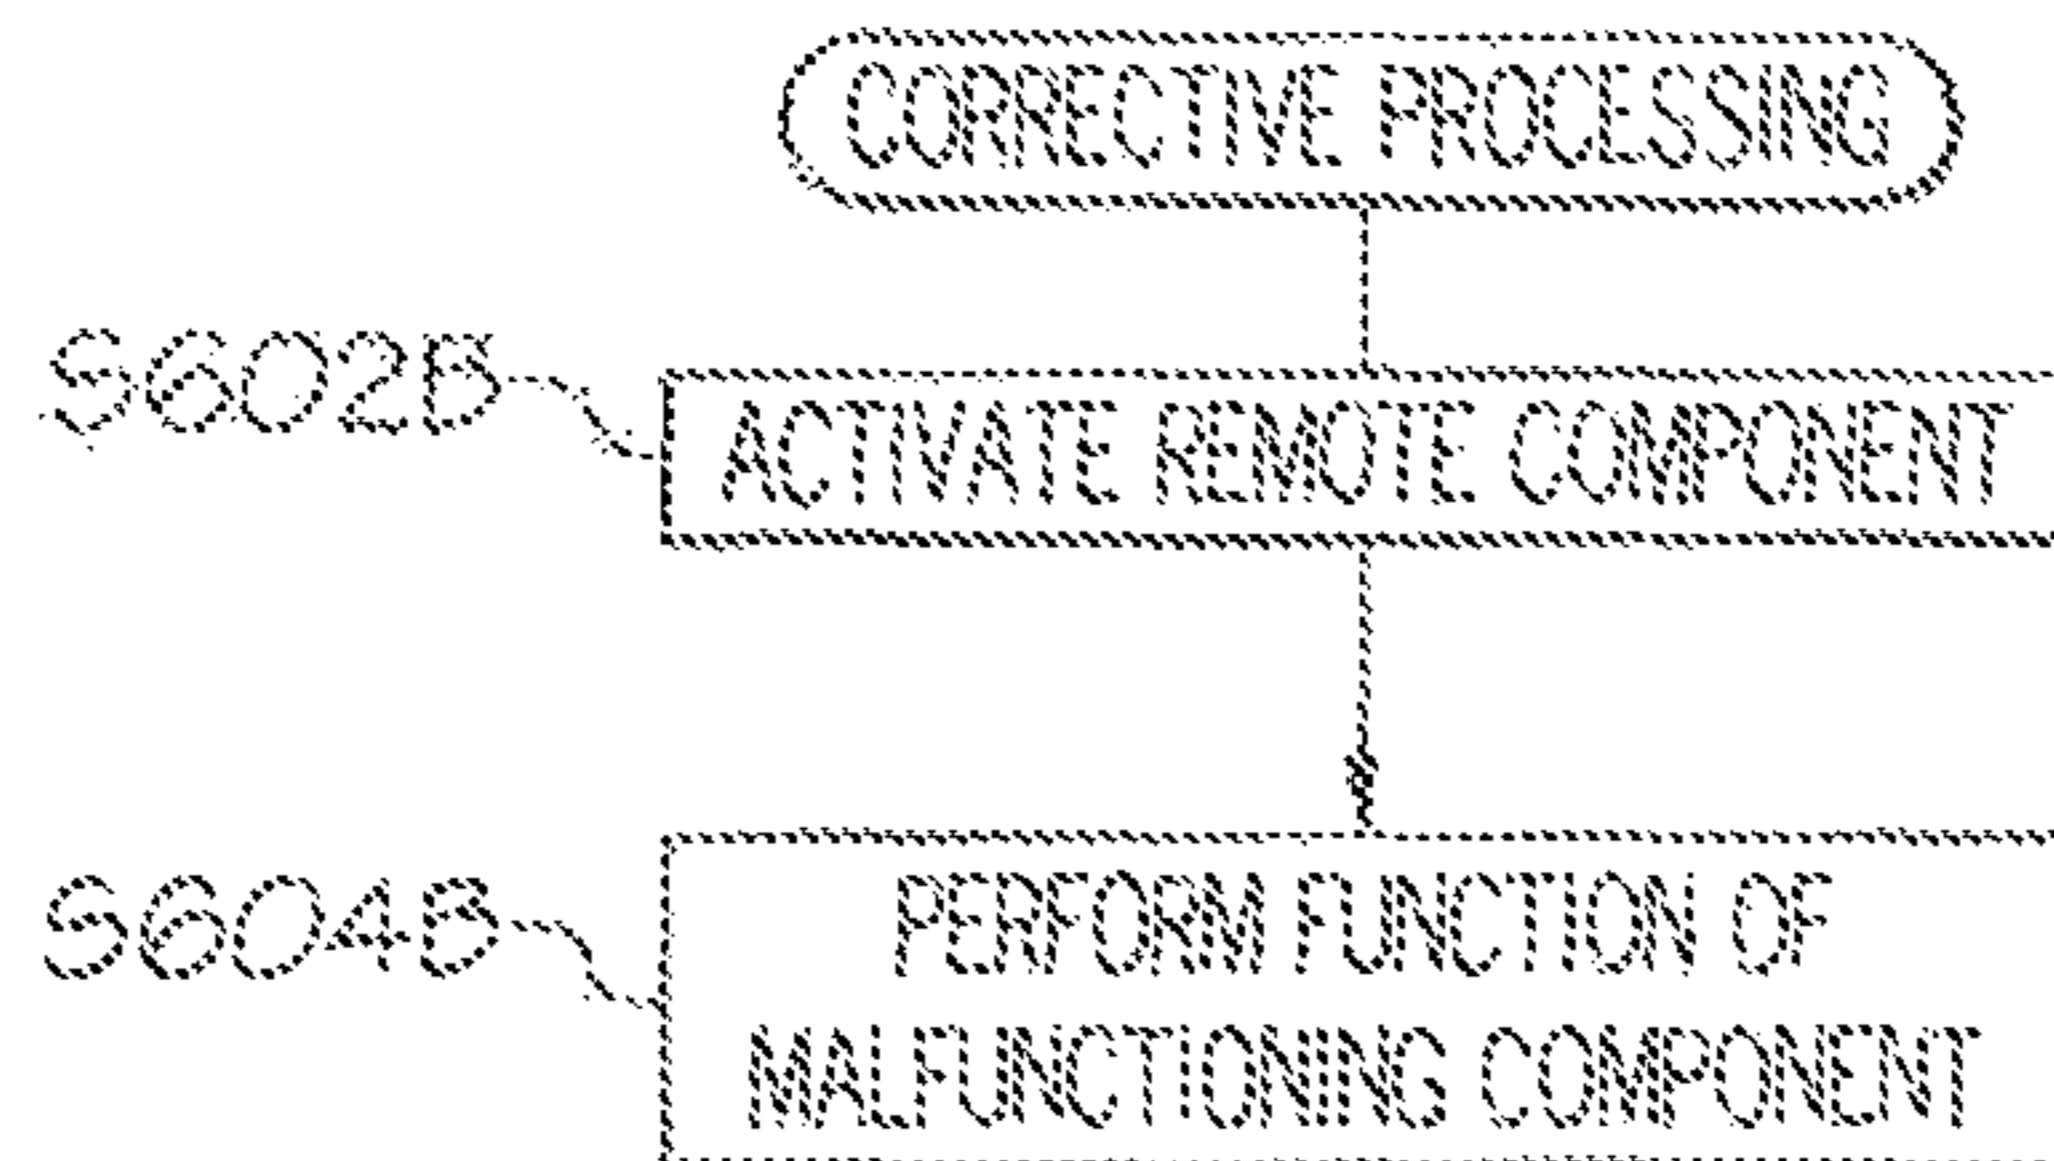 CORRECTIVE PROCESSING
S602B
ACTIVATE REMOTE COMPONENT
S604B
PERFORM FUNCTION OF
MALFUNCTIONING COMPONENT